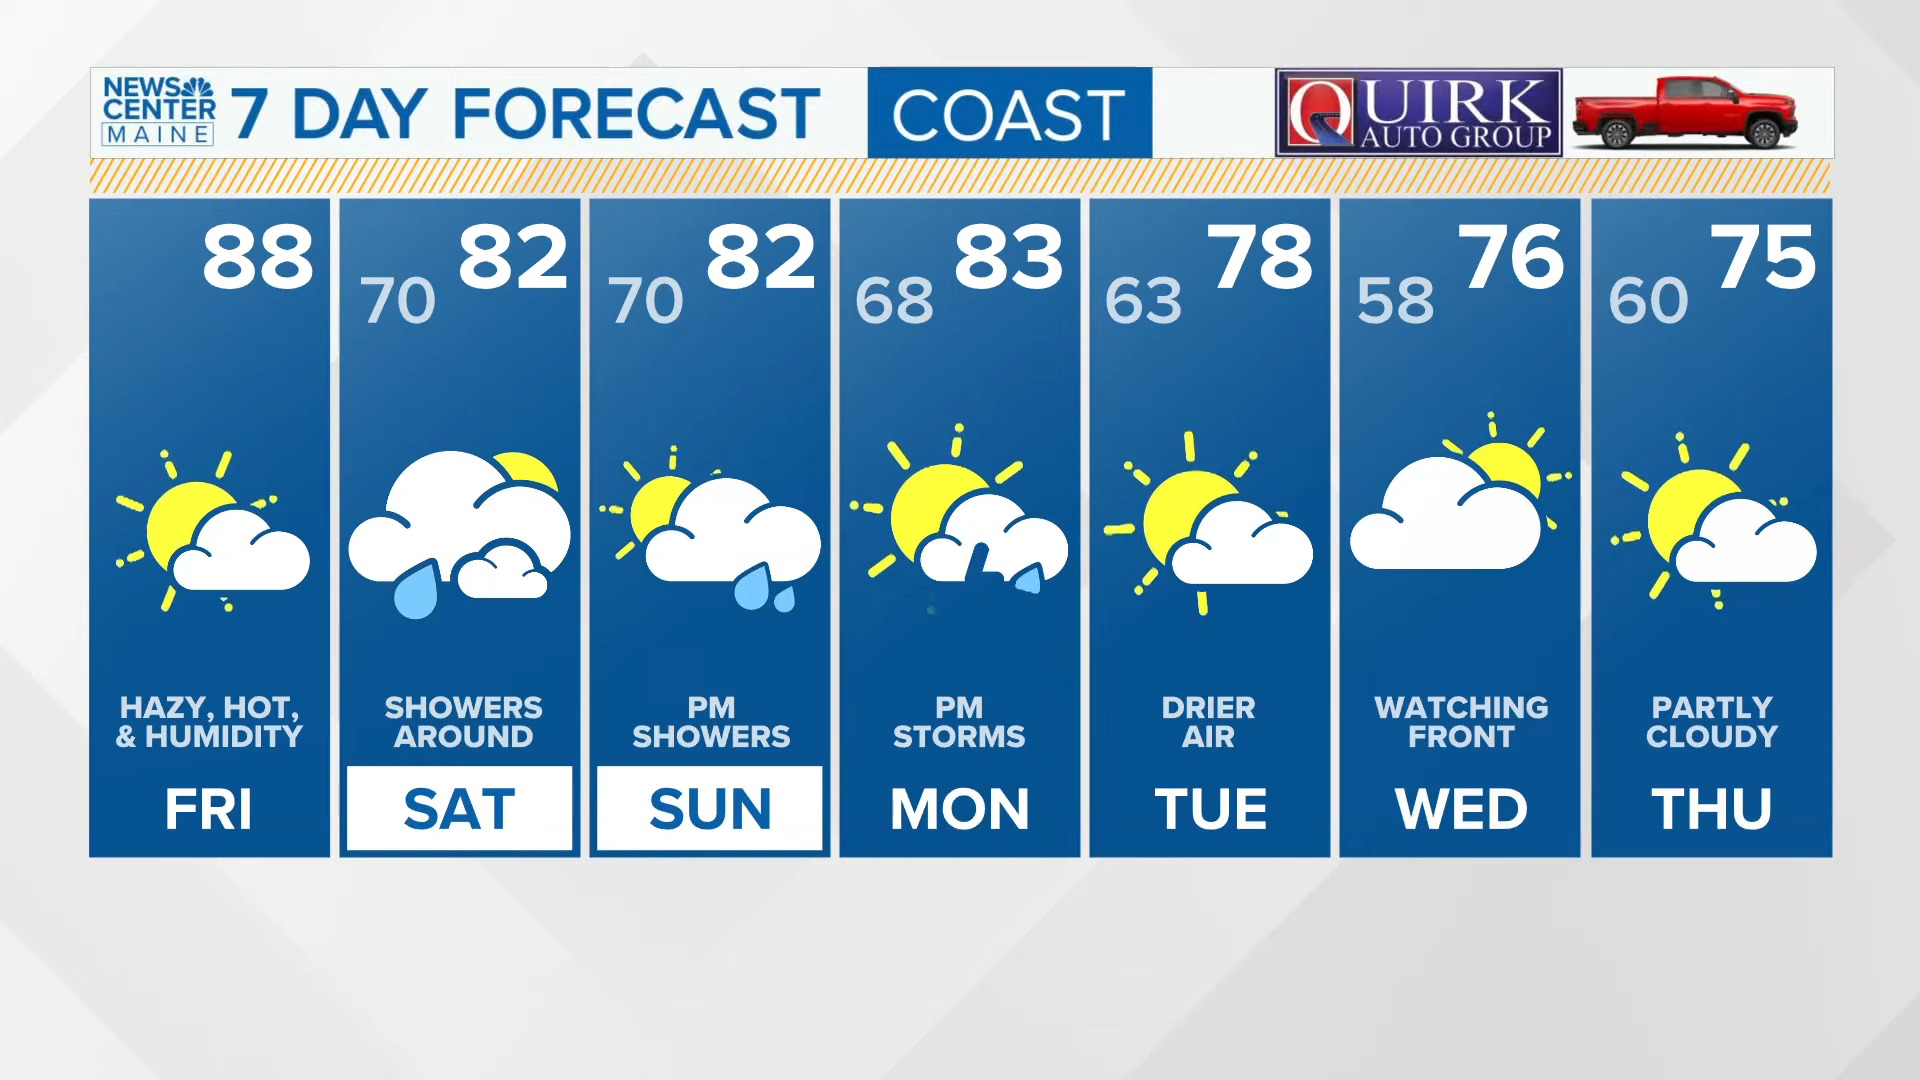 NEWS
CENTER
MAINE
7 DAY FORECAST
COAST
QUIRK
AUTO GROUP
88
HAZY, HOT,
& HUMIDITY
FRI
70
82
SHOWERS
AROUND
SAT
70
82
PM
SHOWERS
SUN
68
83
PM
STORMS
MON
63
78
DRIER
AIR
TUE
58
76
WATCHING
FRONT
WED
60
75
PARTLY
CLOUDY
THU